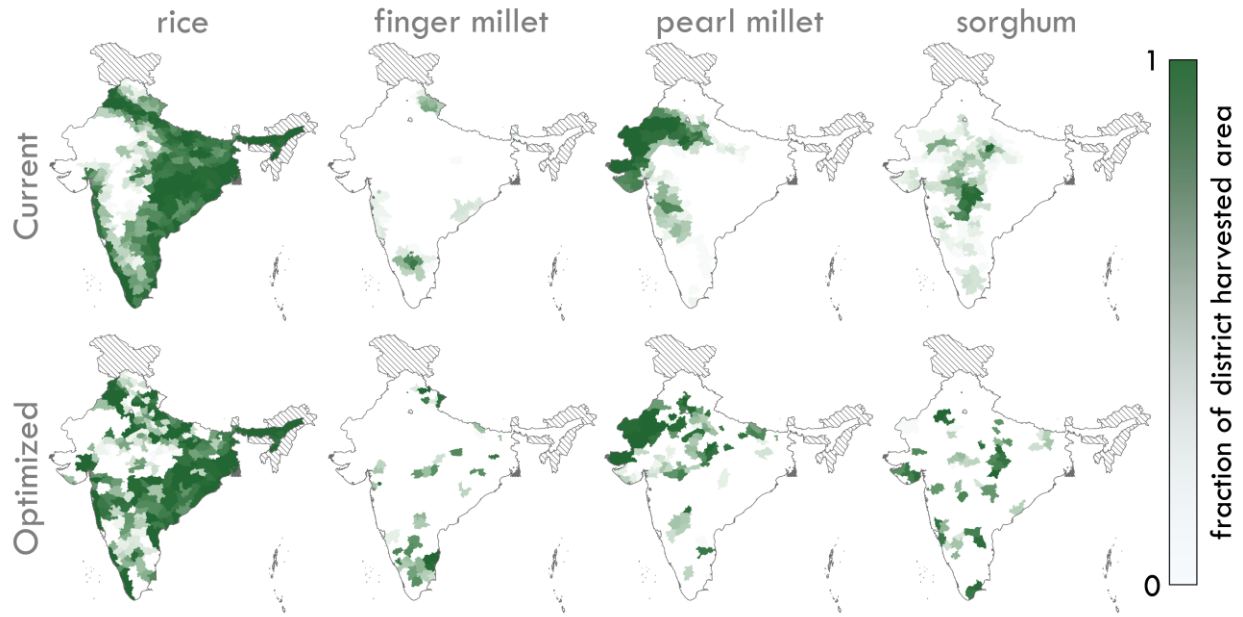 rice
finger millet
pearl millet
sorghum
Current
Optimized
1
0
fraction of district harvested area